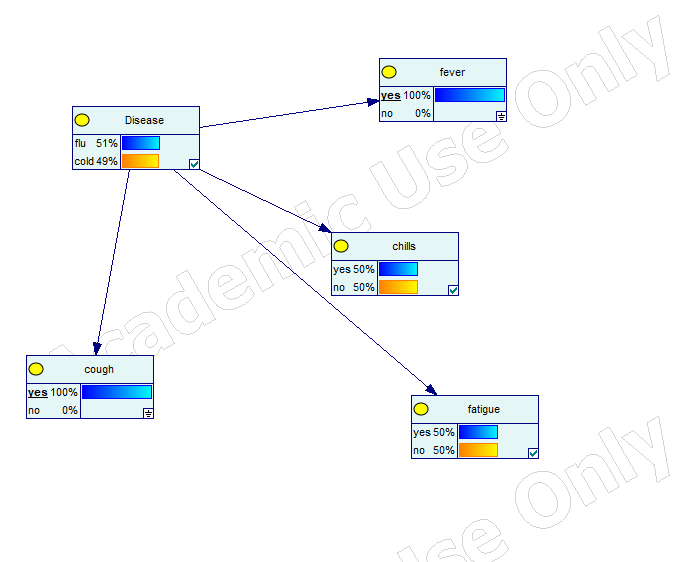 fever
yes 100%
no 0%
Disease
flu 51%
cold 49%
chills
yes 50%
no 50%
cough
yes 100%
no 0%
fatigue
yes 50%
no 50%
Academic Use Only
Use Only